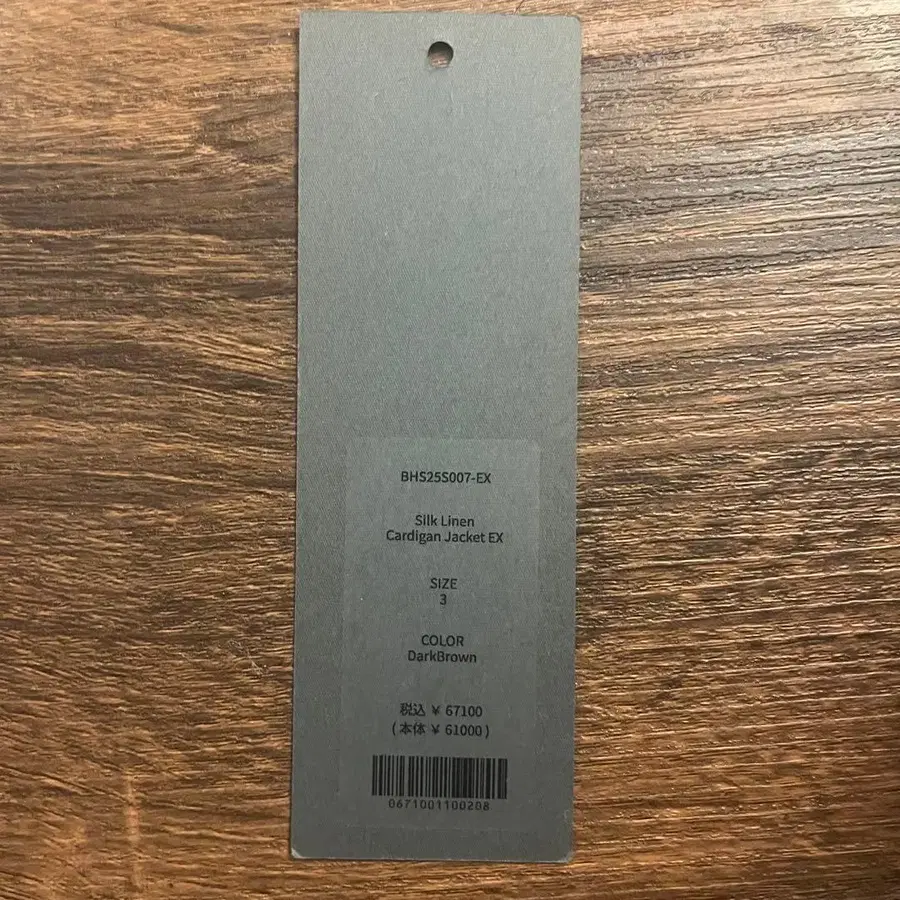 BHS25S007-EX
Silk Linen
Cardigan Jacket EX
SIZE
3
COLOR
DarkBrown
税込 ¥ 67100
( 本体 ¥ 61000 )
0671001100208